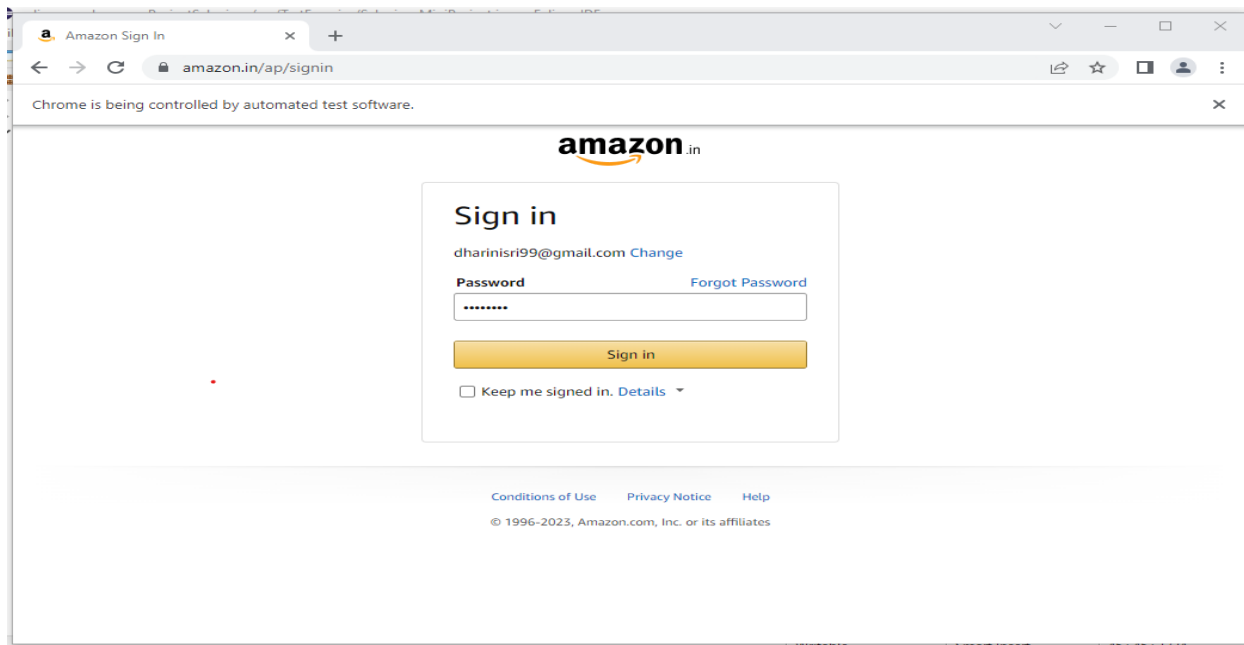 Amazon Sign In
amazon.in/ap/signin
Chrome is being controlled by automated test software.
amazon.in
Sign in
dharinisri99@gmail.com Change
Password Forgot Password
••••••••
Sign in
Keep me signed in. Details
Conditions of Use Privacy Notice Help
© 1996-2023, Amazon.com, Inc. or its affiliates